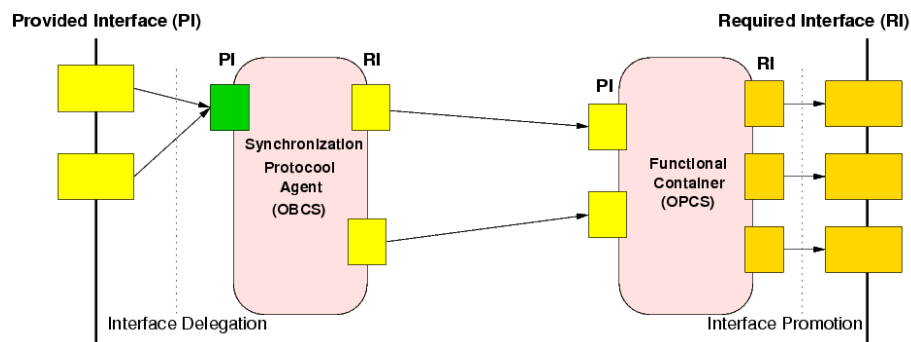 Provided Interface (PI)
Required Interface (RI)
PI
RI
PI
RI
Synchronization
Protocool
Agent
(OBCS)
Functional
Container
(OPCS)
Interface Delegation
Interface Promotion